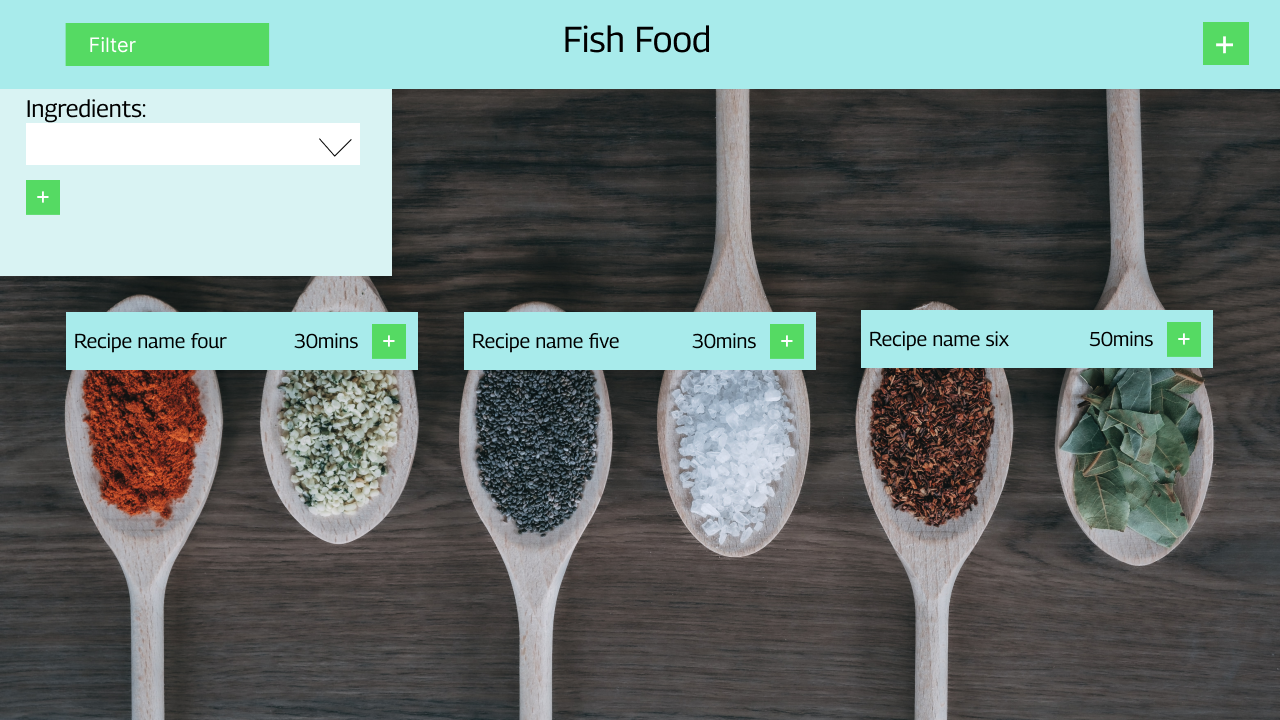 Filter
Fish Food
+
Ingredients:
+
Recipe name four 30mins +
Recipe name five 30mins +
Recipe name six 50mins +